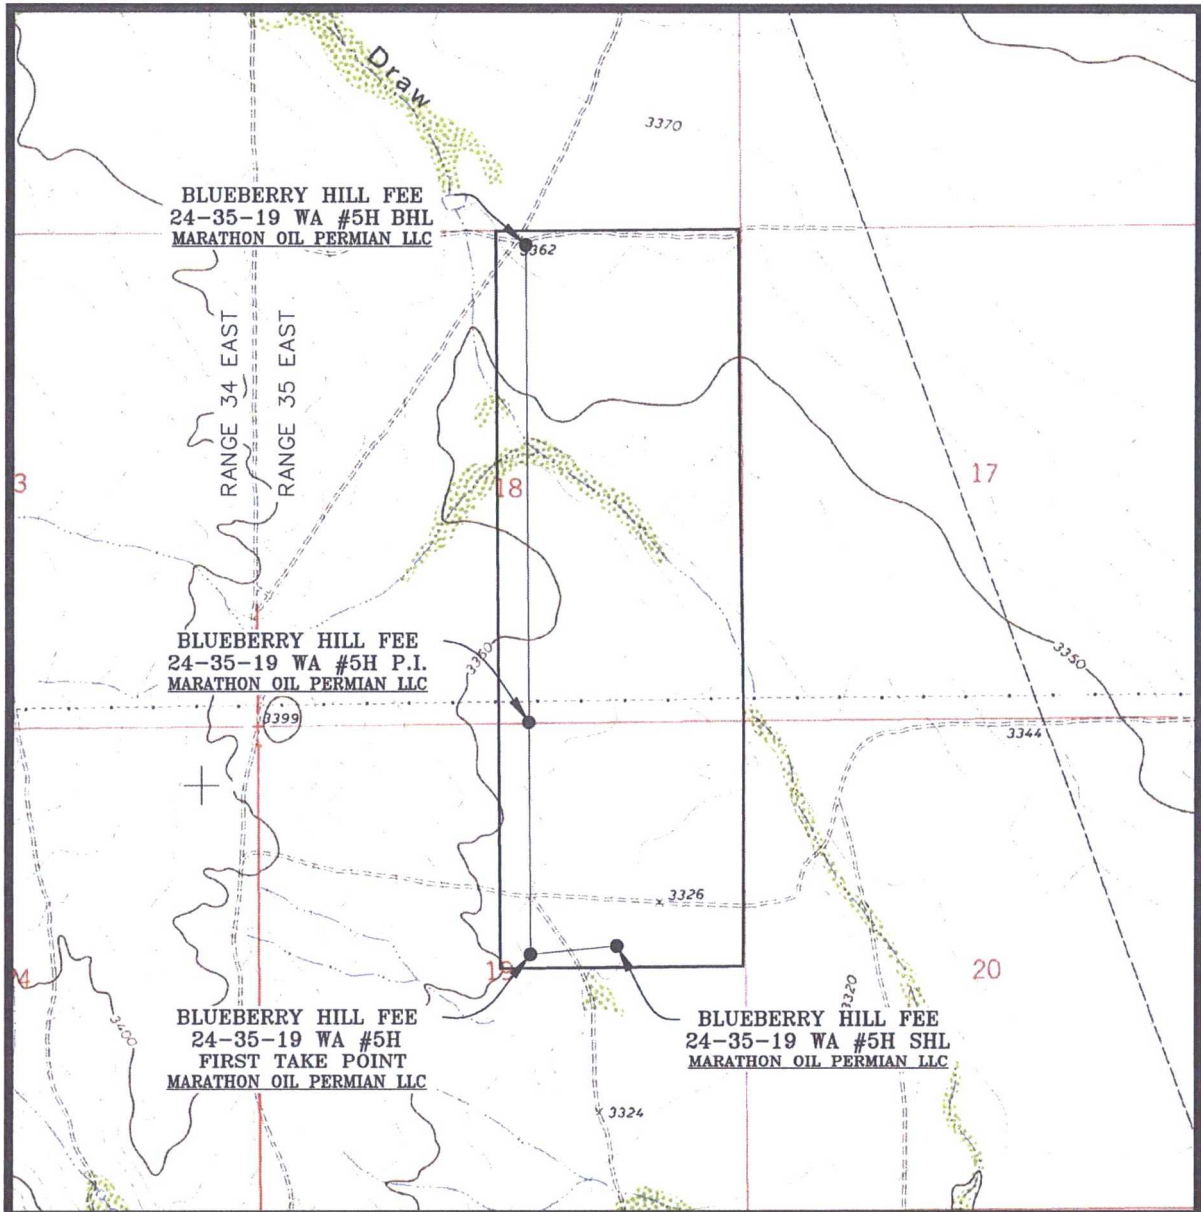 Draw
3370
BLUEBERRY HILL FEE
24-35-19 WA #5H BHL
MARATHON OIL PERMIAN LLC
3362
RANGE 34 EAST
RANGE 35 EAST
3
18
17
BLUEBERRY HILL FEE
24-35-19 WA #5H P.I.
MARATHON OIL PERMIAN LLC
3350
3350
3399
3344
3326
4
19
20
3400
3320
BLUEBERRY HILL FEE
24-35-19 WA #5H
FIRST TAKE POINT
MARATHON OIL PERMIAN LLC
BLUEBERRY HILL FEE
24-35-19 WA #5H SHL
MARATHON OIL PERMIAN LLC
3324